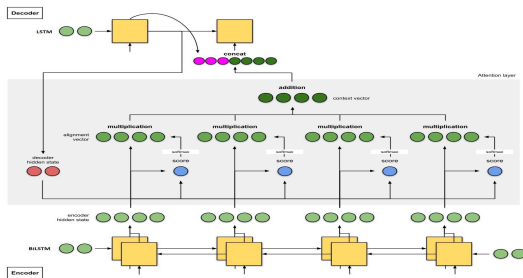 Decoder
LSTM
concat
Attention layer
addition
context vector
multiplication multiplication multiplication multiplication
alignment
vector
softmax softmax softmax softmax
score score score score
decoder
hidden state
encoder
hidden state
BiLSTM
Encoder